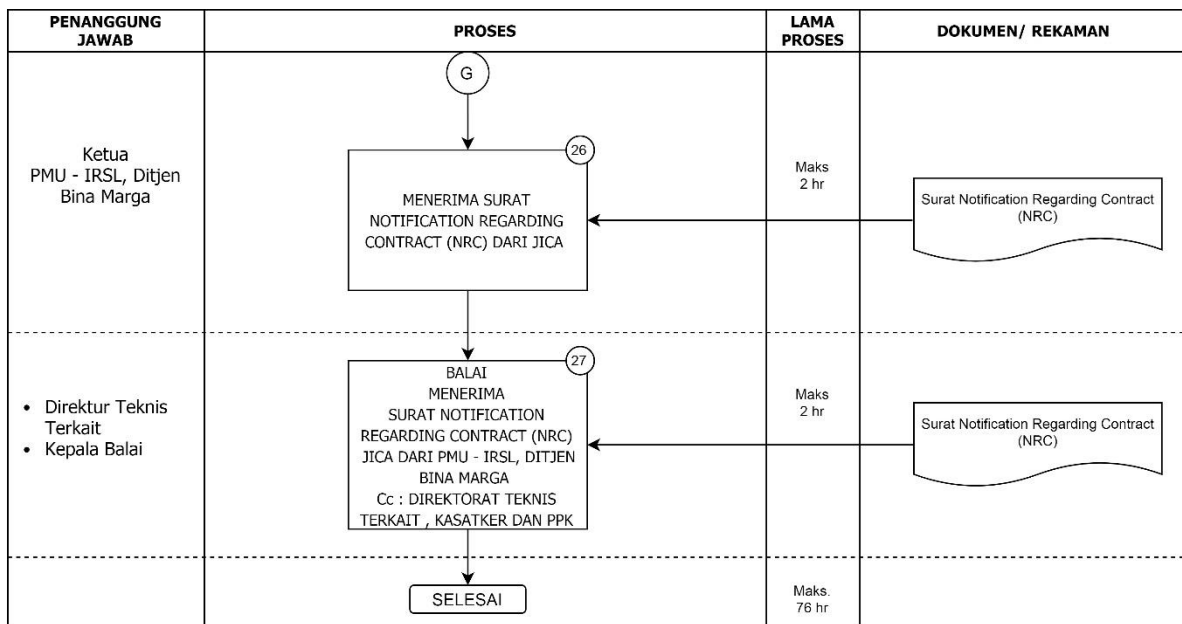 PENANGGUNG
JAWAB
PROSES
LAMA
PROSES
DOKUMEN/ REKAMAN
G
Ketua
PMU - IRSL, Ditjen
Bina Marga
26
MENERIMA SURAT
NOTIFICATION REGARDING
CONTRACT (NRC) DARI JICA
Maks
2 hr
Surat Notification Regarding Contract
(NRC)
• Direktur Teknis
Terkait
• Kepala Balai
27
BALAI
MENERIMA
SURAT NOTIFICATION
REGARDING CONTRACT (NRC)
JICA DARI PMU - IRSL, DITJEN
BINA MARGA
Cc : DIREKTORAT TEKNIS
TERKAIT , KASATKER DAN PPK
Maks
2 hr
Surat Notification Regarding Contract
(NRC)
SELESAI
Maks.
76 hr